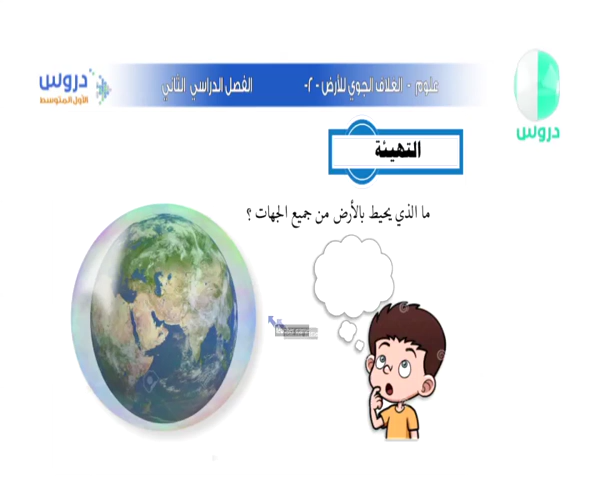 علوم - الغلاف الجوي للأرض -٢-
الفصل الدراسي الثاني
دروس
الأول المتوسط
دروس
التهيئة
ما الذي يحيط بالأرض من جميع الجهات ؟